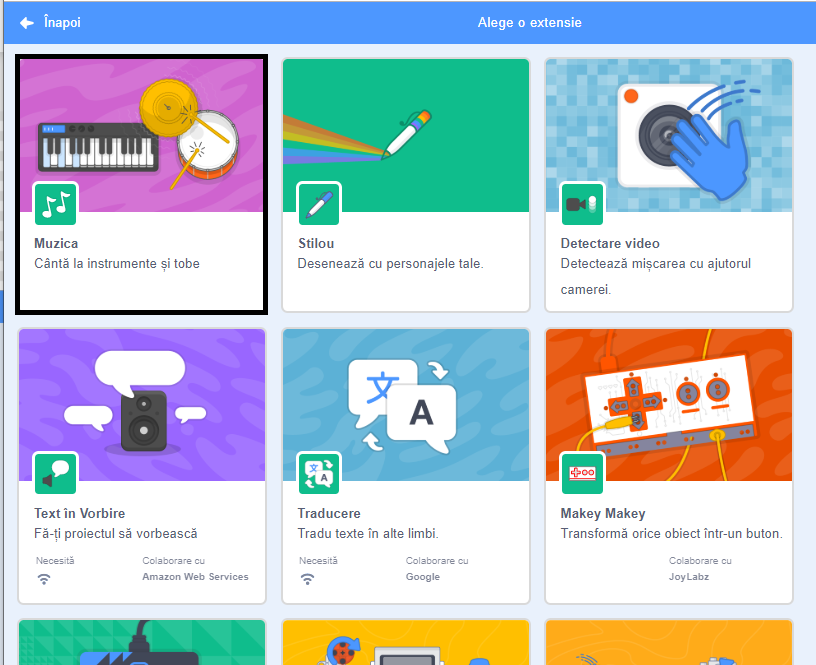 Înapoi
Alege o extensie
Muzica
Cântă la instrumente și tobe
Stilou
Desenează cu personajele tale.
Detectare video
Detectează mișcarea cu ajutorul
camerei.
文
A
Text în Vorbire
Fă-ți proiectul să vorbească
Necesită
Colaborare cu
Amazon Web Services
文
A
Traducere
Tradu texte în alte limbi.
Necesită
Colaborare cu
Google
Makey Makey
Transformă orice obiect într-un buton.
Colaborare cu
JoyLabz